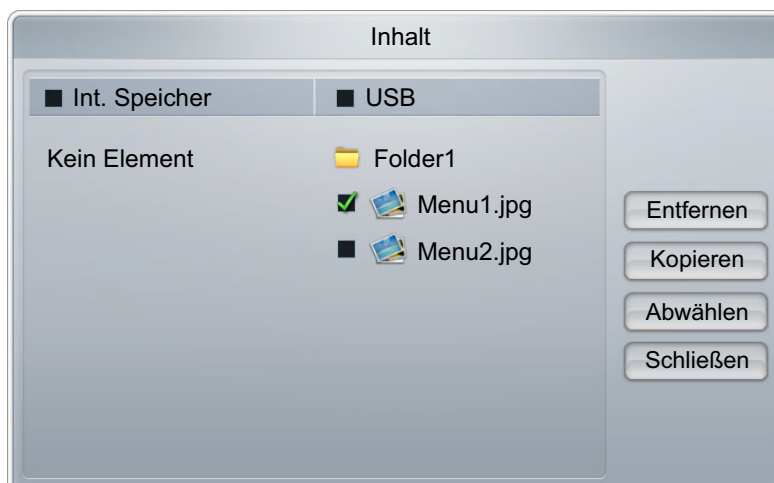 Inhalt
Int. Speicher
USB
Kein Element
Folder1
Menu1.jpg
Menu2.jpg
Entfernen
Kopieren
Abwählen
Schließen